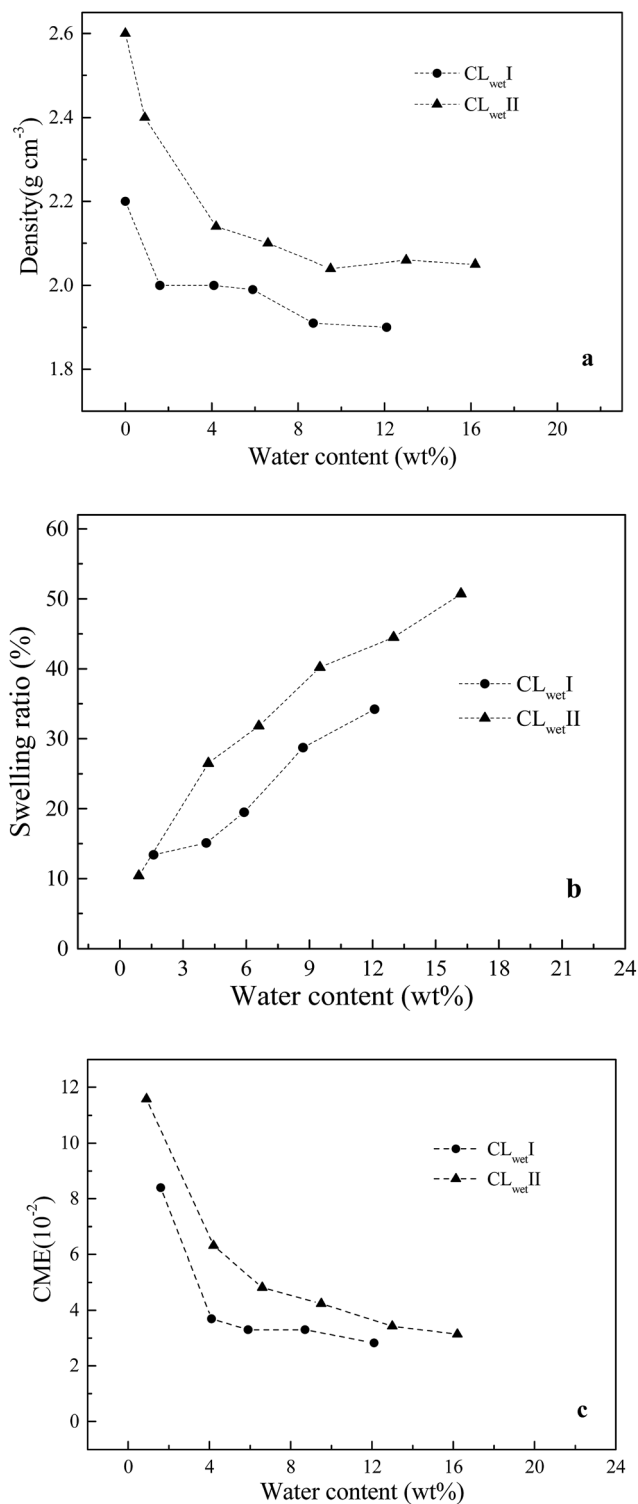 2.6
2.4
2.2
2.0
1.8
Density(g cm-3)
CLwetI
CLwetII
a
0 4 8 12 16 20
Water content (wt%)
60
50
40
30
20
10
0
Swelling ratio (%)
CLwetI
CLwetII
b
0 3 6 9 12 15 18 21 24
Water content (wt%)
12
10
8
6
4
2
0
CME(10-2)
CLwetI
CLwetII
c
0 4 8 12 16 20 24
Water content (wt%)